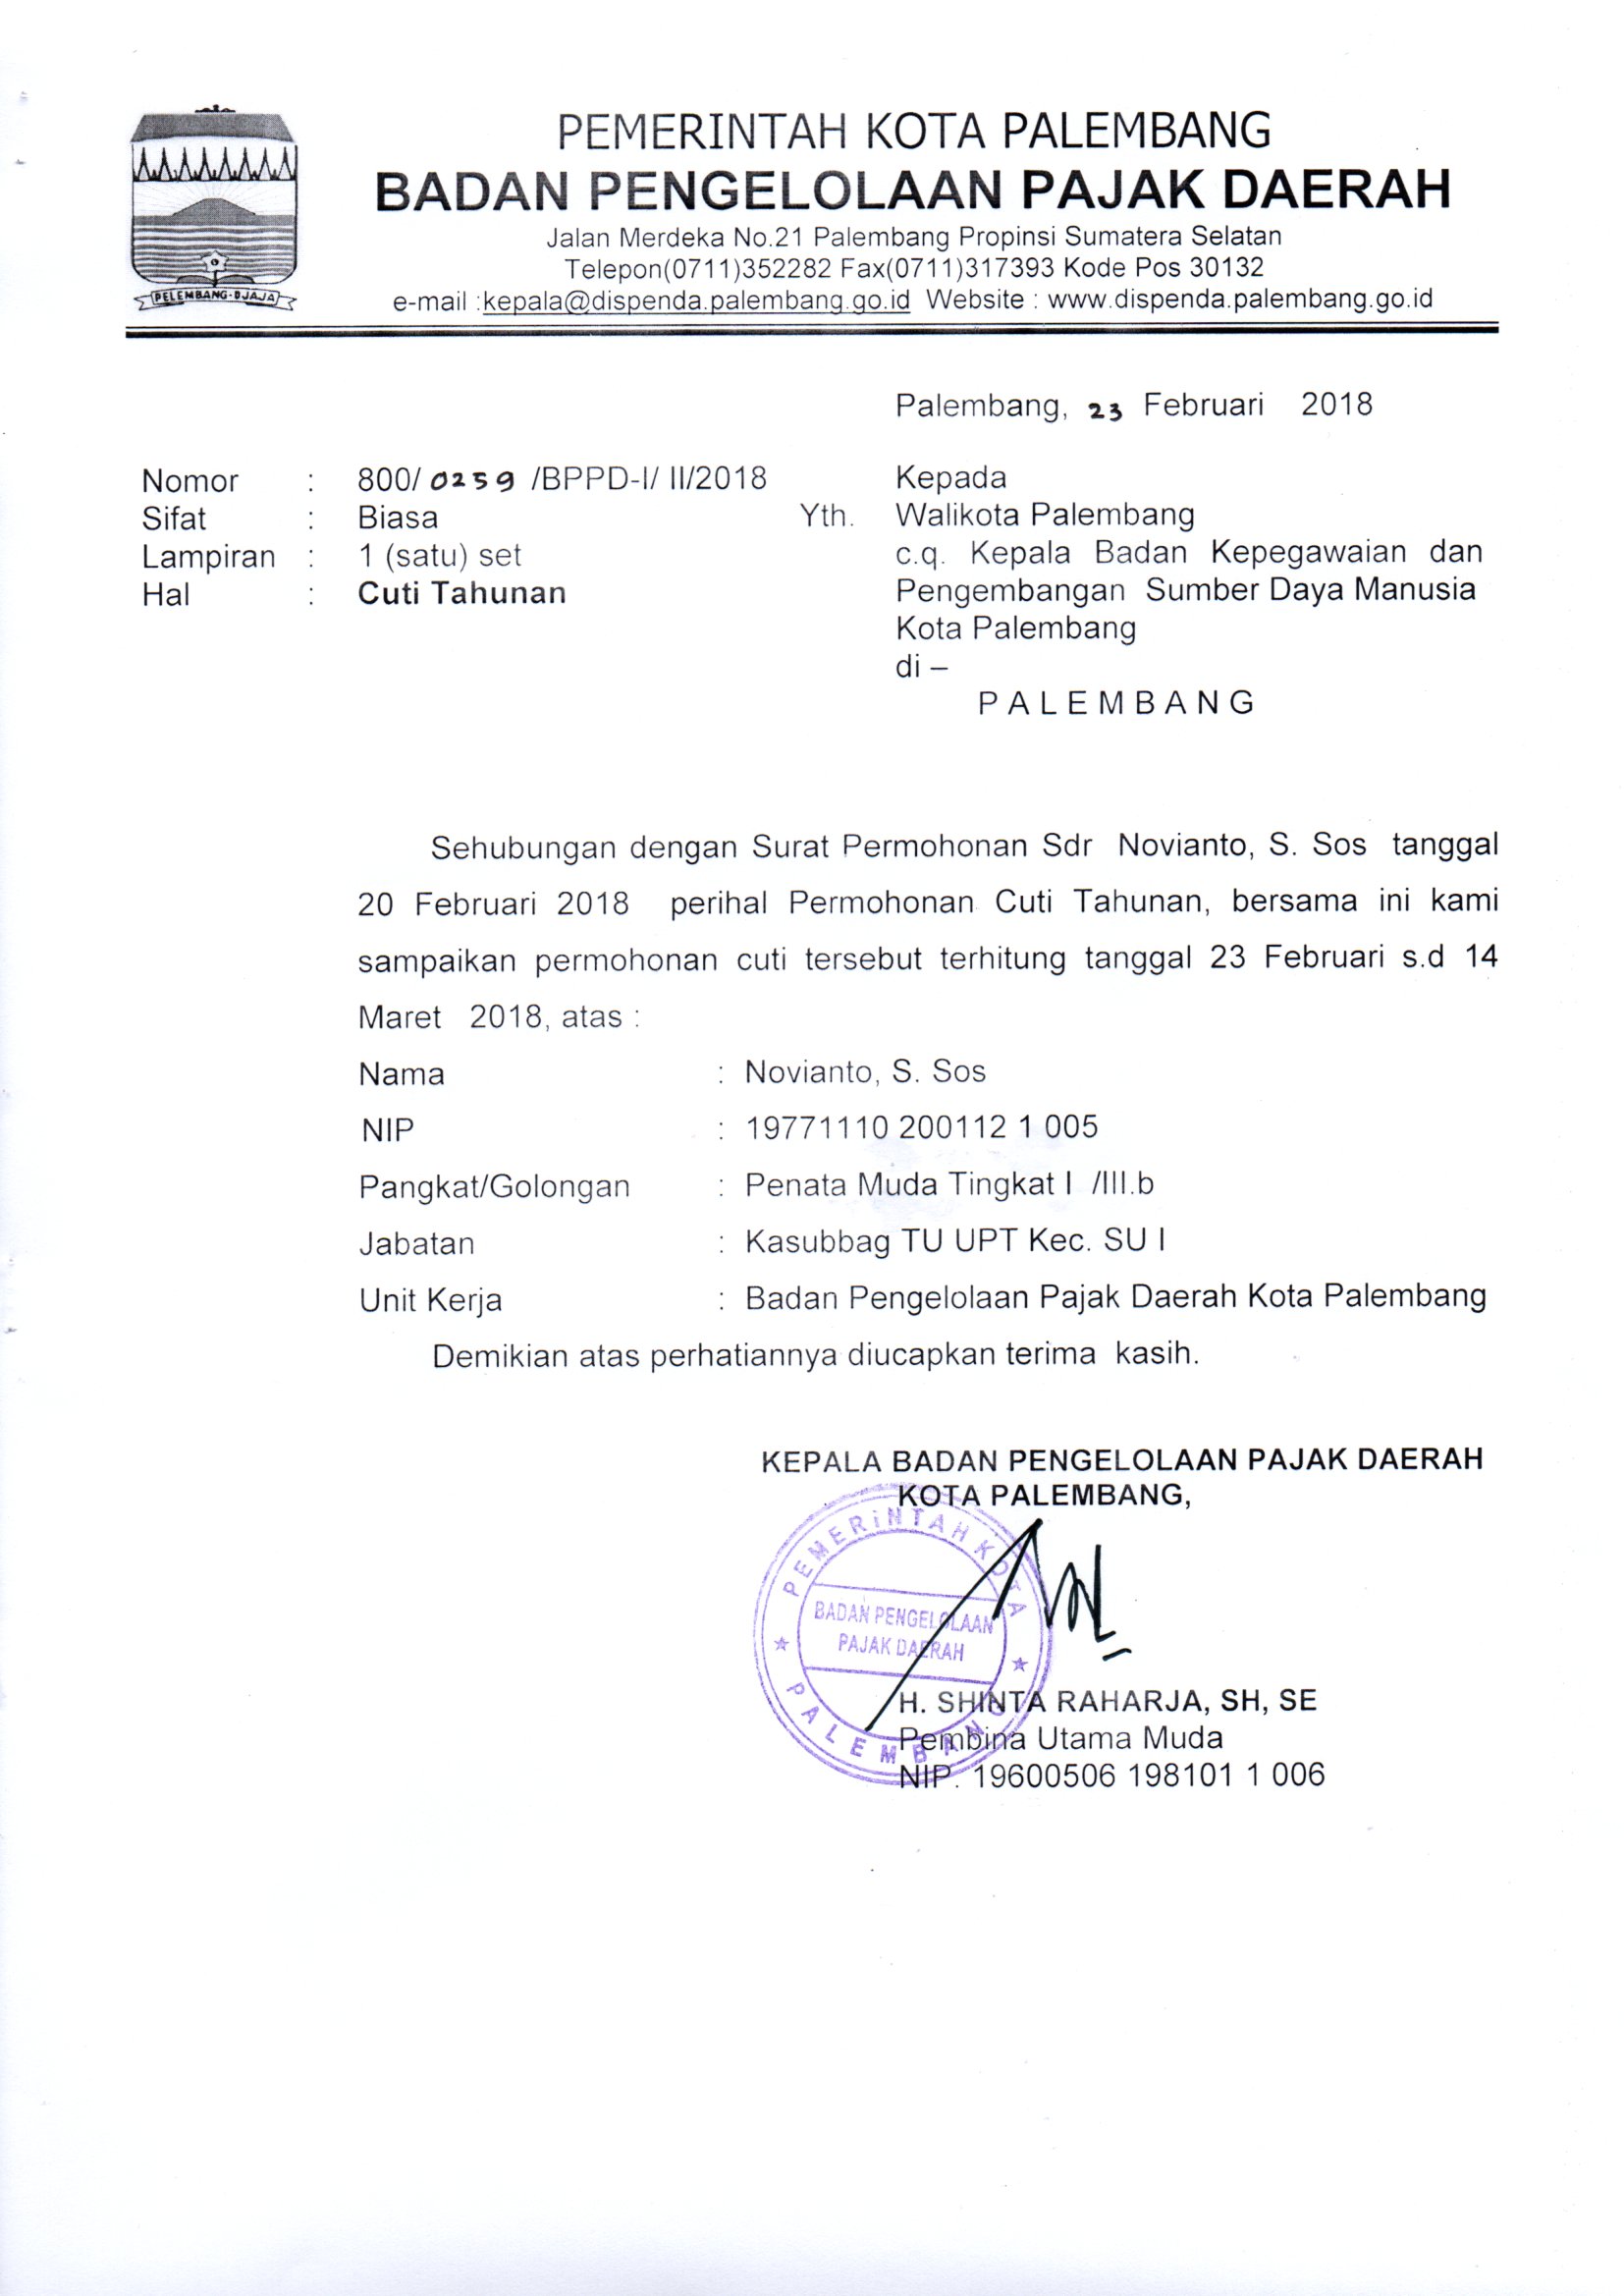 PEMERINTAH KOTA PALEMBANG
BADAN PENGELOLAAN PAJAK DAERAH
Jalan Merdeka No.21 Palembang Propinsi Sumatera Selatan
Telepon(0711)352282 Fax(0711)317393 Kode Pos 30132
e-mail :kepala@dispenda.palembang.go.id Website : www.dispenda.palembang.go.id
PELEMBANG-DJAJA
Palembang, 23 Februari 2018
Nomor : 800/ 0259 /BPPD-I/ II/2018
Sifat : Biasa
Lampiran : 1 (satu) set
Hal : Cuti Tahunan
Kepada
Yth. Walikota Palembang
c.q. Kepala Badan Kepegawaian dan
Pengembangan Sumber Daya Manusia
Kota Palembang
di –
P A L E M B A N G
Sehubungan dengan Surat Permohonan Sdr Novianto, S. Sos tanggal
20 Februari 2018 perihal Permohonan Cuti Tahunan, bersama ini kami
sampaikan permohonan cuti tersebut terhitung tanggal 23 Februari s.d 14
Maret 2018, atas :
Nama : Novianto, S. Sos
NIP : 19771110 200112 1 005
Pangkat/Golongan : Penata Muda Tingkat I /III.b
Jabatan : Kasubbag TU UPT Kec. SU I
Unit Kerja : Badan Pengelolaan Pajak Daerah Kota Palembang
Demikian atas perhatiannya diucapkan terima kasih.
KEPALA BADAN PENGELOLAAN PAJAK DAERAH
KOTA PALEMBANG,
PEMERINTAH KOTA
BADAN PENGELOLAAN
PAJAK DAERAH
PALEMBANG
H. SHINTA RAHARJA, SH, SE
Pembina Utama Muda
NIP. 19600506 198101 1 006